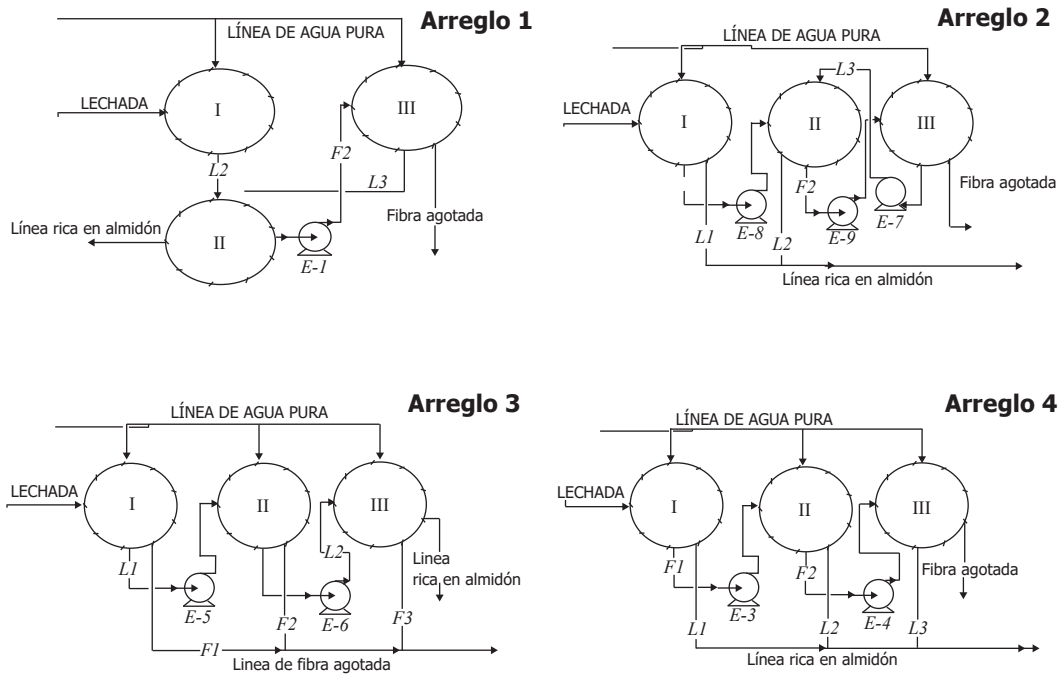 Arreglo 1
LÍNEA DE AGUA PURA
LECHADA
I
III
F2
L2
L3
Línea rica en almidón
II
E-1
Fibra agotada
Arreglo 2
LÍNEA DE AGUA PURA
L3
LECHADA
I
II
III
F2
Fibra agotada
E-8
E-9
E-7
L1
L2
Línea rica en almidón
Arreglo 3
LÍNEA DE AGUA PURA
LECHADA
I
II
III
L1
L2
Linea
rica en almidón
E-5
E-6
F2
F3
F1
Linea de fibra agotada
Arreglo 4
LÍNEA DE AGUA PURA
LECHADA
I
II
III
F1
F2
Fibra agotada
E-3
E-4
L1
L2
L3
Línea rica en almidón